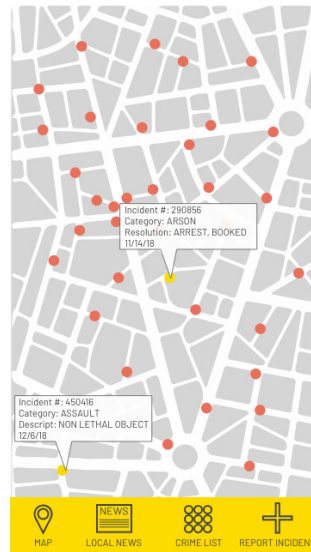 Incident #: 290856
Category: ARSON
Resolution: ARREST, BOOKED
11/14/18
Incident #: 450416
Category: ASSAULT
Descript: NON LETHAL OBJECT
12/6/18
NEWS
MAP
LOCAL NEWS
CRIME LIST
REPORT INCIDEN